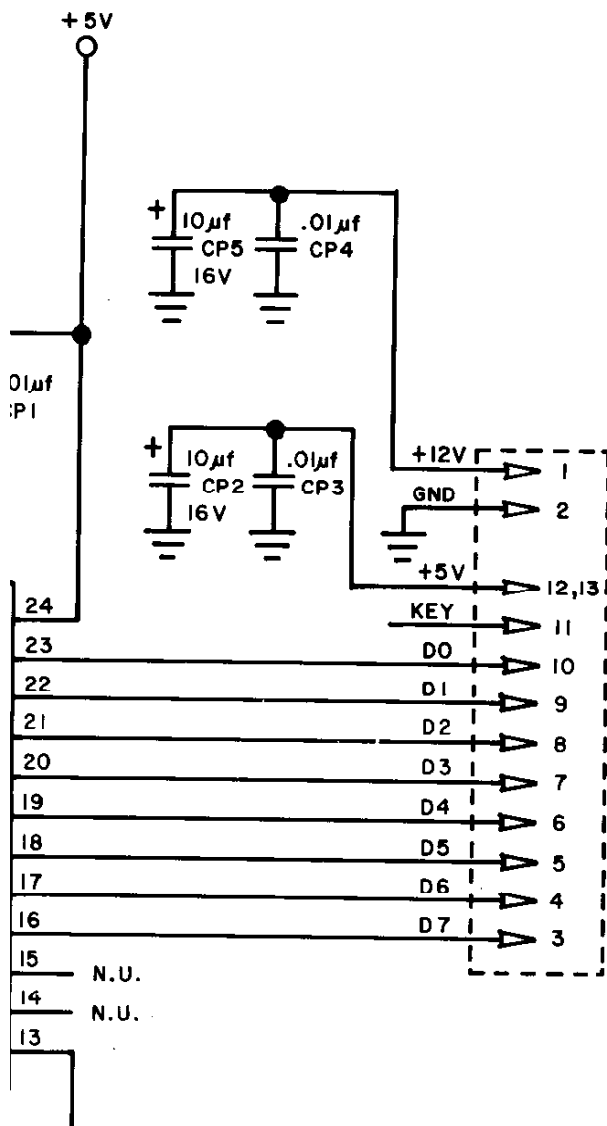 +5V
+
10µf
CP5
16V
.01µf
CP4
01µf
CP1
+
10µf
CP2
16V
.01µf
CP3
+12V
1
GND
2
+5V
12,13
KEY
11
24
23
D0
10
22
D1
9
21
D2
8
20
D3
7
19
D4
6
18
D5
5
17
D6
4
16
D7
3
15
N.U.
14
N.U.
13